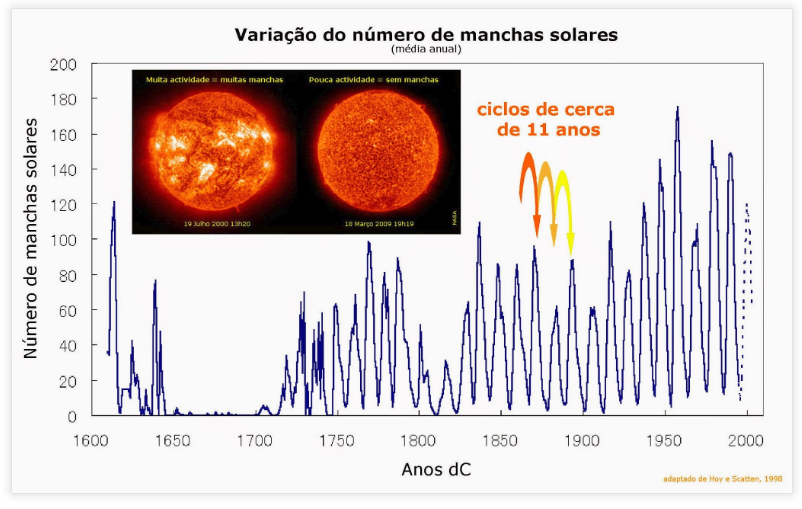 Variação do número de manchas solares
(média anual)
Número de manchas solares
200
180
160
140
120
100
80
60
40
20
0
Muita actividade = muitas manchas
Pouca actividade = sem manchas
19 Julho 2000 13h20
18 Março 2009 19h19
NASA
ciclos de cerca
de 11 anos
1600 1650 1700 1750 1800 1850 1900 1950 2000
Anos dC
adaptado de Hoy e Scatten, 1998